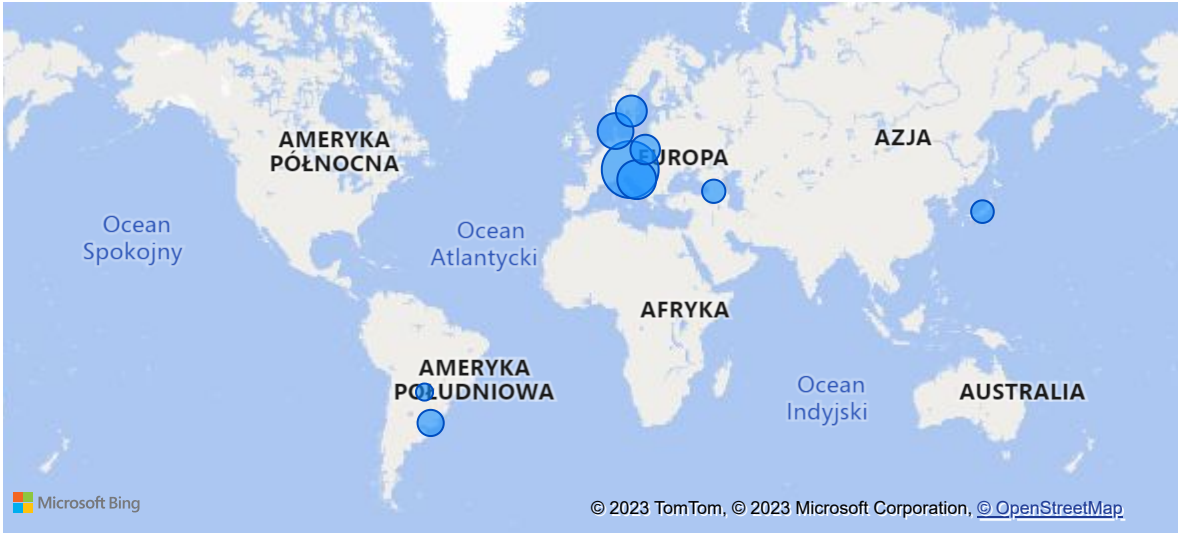 AMERYKA
PÓŁNOCNA
EUROPA
AZJA
Ocean
Spokojny
Ocean
Atlantycki
AFRYKA
AMERYKA
POŁUDNIOWA
Ocean
Indyjski
AUSTRALIA
Microsoft Bing
© 2023 TomTom, © 2023 Microsoft Corporation, © OpenStreetMap